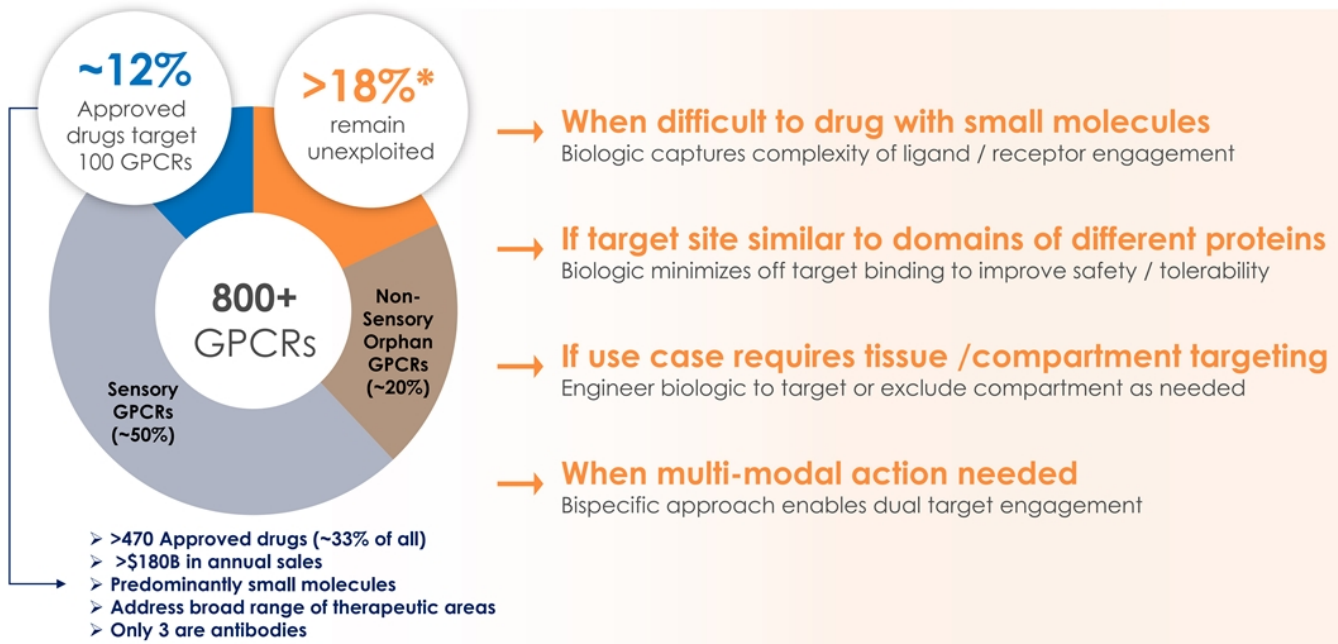 ~12%
Approved
drugs target
100 GPCRs
>18%*
remain
unexploited
800+
GPCRs
Non-
Sensory
Orphan
GPCRs
(~20%)
Sensory
GPCRs
(~50%)
➢ >470 Approved drugs (~33% of all)
➢ >$180B in annual sales
➢ Predominantly small molecules
➢ Address broad range of therapeutic areas
➢ Only 3 are antibodies
When difficult to drug with small molecules
Biologic captures complexity of ligand / receptor engagement
If target site similar to domains of different proteins
Biologic minimizes off target binding to improve safety / tolerability
If use case requires tissue /compartment targeting
Engineer biologic to target or exclude compartment as needed
When multi-modal action needed
Bispecific approach enables dual target engagement